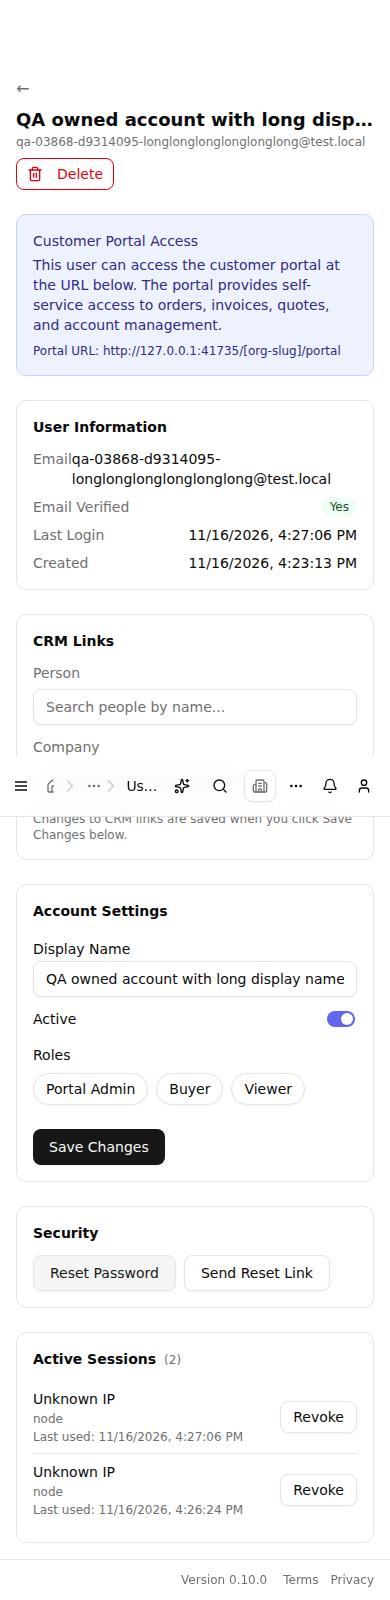 ←
QA owned account with long disp...
qa-03868-d9314095-longlonglonglonglonglong@test.local
Delete
Customer Portal Access
This user can access the customer portal at
the URL below. The portal provides self-
service access to orders, invoices, quotes,
and account management.
Portal URL: http://127.0.0.1:41735/[org-slug]/portal
User Information
Email
qa-03868-d9314095-
longlonglonglonglonglong@test.local
Email Verified Yes
Last Login 11/16/2026, 4:27:06 PM
Created 11/16/2026, 4:23:13 PM
CRM Links
Person
Search people by name...
Company
Us...
Changes to CRM links are saved when you click Save
Changes below.
Account Settings
Display Name
QA owned account with long display name
Active
Roles
Portal Admin Buyer Viewer
Save Changes
Security
Reset Password Send Reset Link
Active Sessions (2)
Unknown IP
node
Last used: 11/16/2026, 4:27:06 PM
Revoke
Unknown IP
node
Last used: 11/16/2026, 4:26:24 PM
Revoke
Version 0.10.0 Terms Privacy